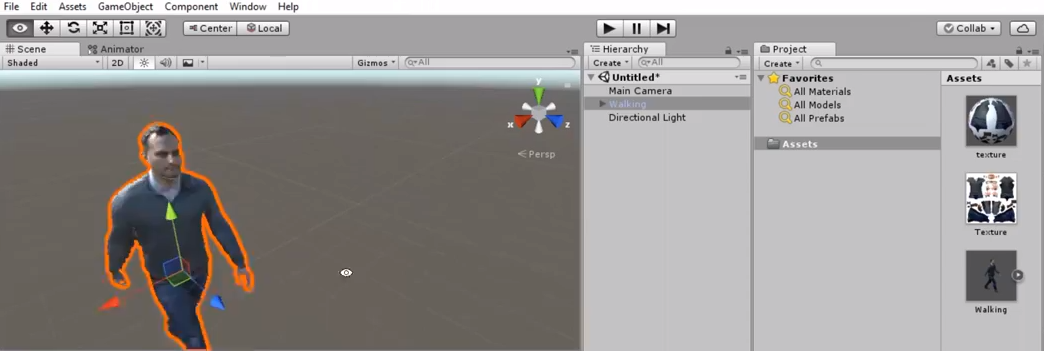 File Edit Assets GameObject Component Window Help
Center Local Collab
Scene Animator Hierarchy Project
Shaded 2D Gizmos All Create All Create
Untitled*
Main Camera
Walking
Directional Light
Favorites
All Materials
All Models
All Prefabs
Assets
Assets
texture
Texture
Walking
y
x z
Persp